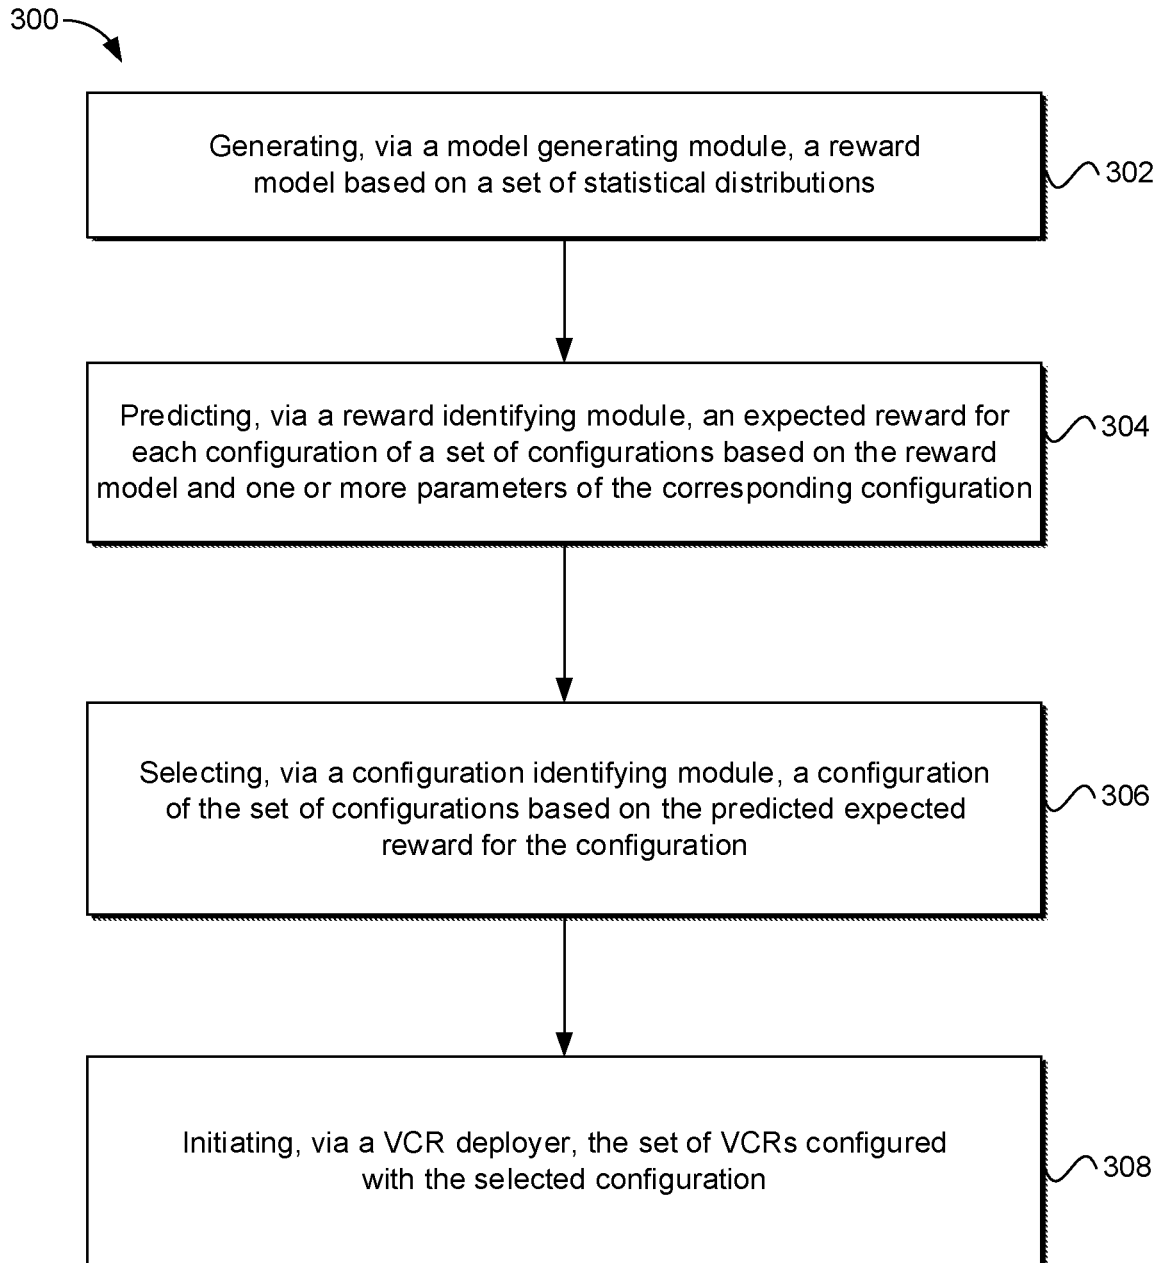 300
Generating, via a model generating module, a reward
model based on a set of statistical distributions
302
Predicting, via a reward identifying module, an expected reward for
each configuration of a set of configurations based on the reward
model and one or more parameters of the corresponding configuration
304
Selecting, via a configuration identifying module, a configuration
of the set of configurations based on the predicted expected
reward for the configuration
306
Initiating, via a VCR deployer, the set of VCRs configured
with the selected configuration
308